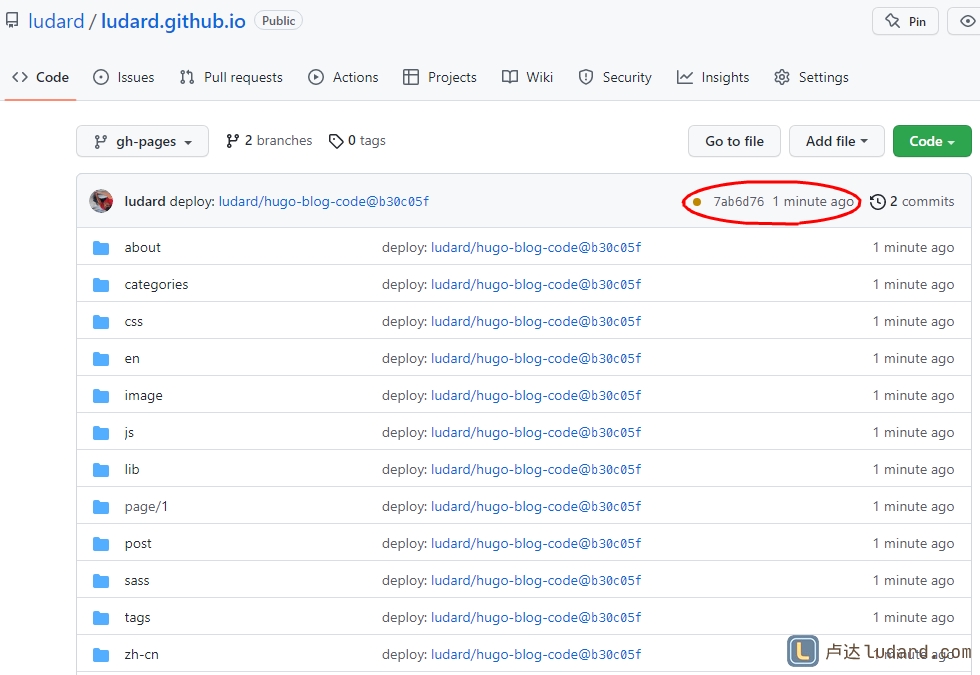 ludard / ludard.github.io Public Pin
Code Issues Pull requests Actions Projects Wiki Security Insights Settings
gh-pages 2 branches 0 tags Go to file Add file Code
ludard deploy: ludard/hugo-blog-code@b30c05f 7ab6d76 1 minute ago 2 commits
about deploy: ludard/hugo-blog-code@b30c05f 1 minute ago
categories deploy: ludard/hugo-blog-code@b30c05f 1 minute ago
css deploy: ludard/hugo-blog-code@b30c05f 1 minute ago
en deploy: ludard/hugo-blog-code@b30c05f 1 minute ago
image deploy: ludard/hugo-blog-code@b30c05f 1 minute ago
js deploy: ludard/hugo-blog-code@b30c05f 1 minute ago
lib deploy: ludard/hugo-blog-code@b30c05f 1 minute ago
page/1 deploy: ludard/hugo-blog-code@b30c05f 1 minute ago
post deploy: ludard/hugo-blog-code@b30c05f 1 minute ago
sass deploy: ludard/hugo-blog-code@b30c05f 1 minute ago
tags deploy: ludard/hugo-blog-code@b30c05f 1 minute ago
zh-cn deploy: ludard/hugo-blog-code@b30c05f 1 minute ago
L 卢达ludard.com